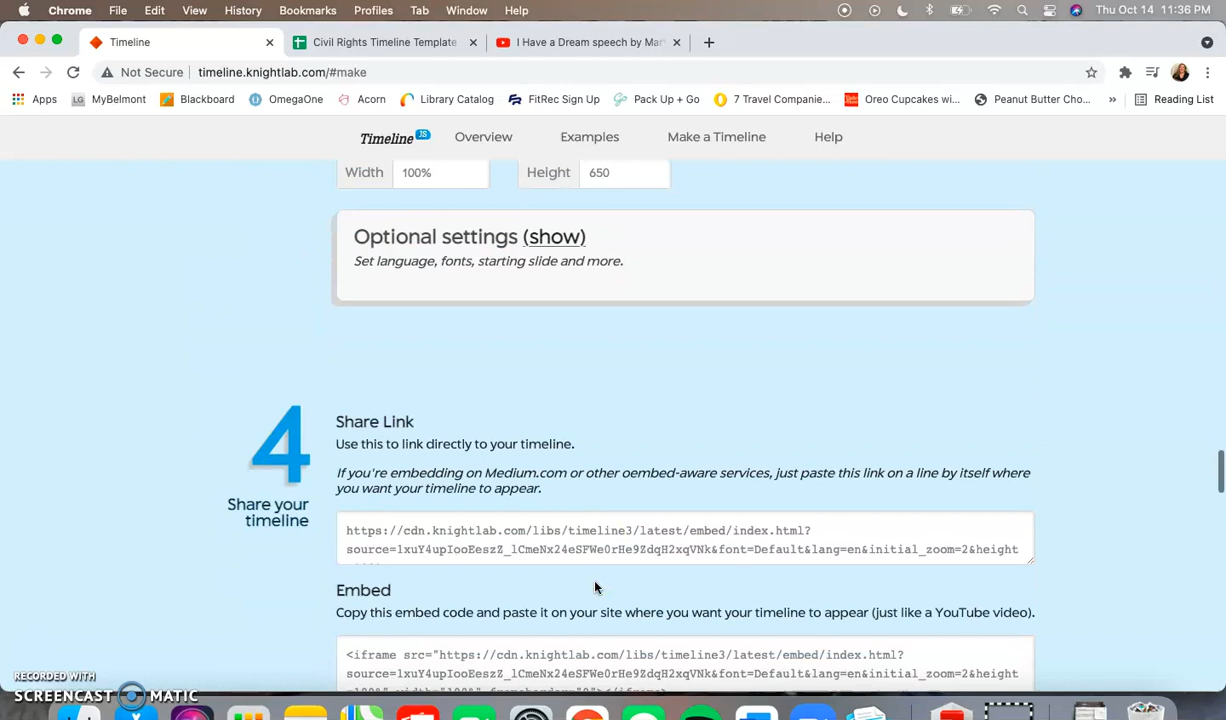 Chrome File Edit View History Bookmarks Profiles Tab Window Help Thu Oct 14 11:36 PM
Timeline Civil Rights Timeline Template I Have a Dream speech by Mar
Not Secure timeline.knightlab.com/#make
Apps MyBelmont Blackboard OmegaOne Acorn Library Catalog FitRec Sign Up Pack Up + Go 7 Travel Companie... Oreo Cupcakes wi... Peanut Butter Cho... » Reading List
Timeline JS Overview Examples Make a Timeline Help
Width 100% Height 650
Optional settings (show)
Set language, fonts, starting slide and more.
4
Share your
timeline
Share Link
Use this to link directly to your timeline.
If you're embedding on Medium.com or other oembed-aware services, just paste this link on a line by itself where
you want your timeline to appear.
https://cdn.knightlab.com/libs/timeline3/latest/embed/index.html?
source=1xuY4upIooEeszZ_lCmeNx24eSFWe0rHe9ZdqH2xqVNk&font=Default&lang=en&initial_zoom=2&height
Embed
Copy this embed code and paste it on your site where you want your timeline to appear (just like a YouTube video).
<iframe src="https://cdn.knightlab.com/libs/timeline3/latest/embed/index.html?
source=1xuY4upIooEeszZ_lCmeNx24eSFWe0rHe9ZdqH2xqVNk&font=Default&lang=en&initial_zoom=2&height
RECORDED WITH
SCREENCAST MATIC